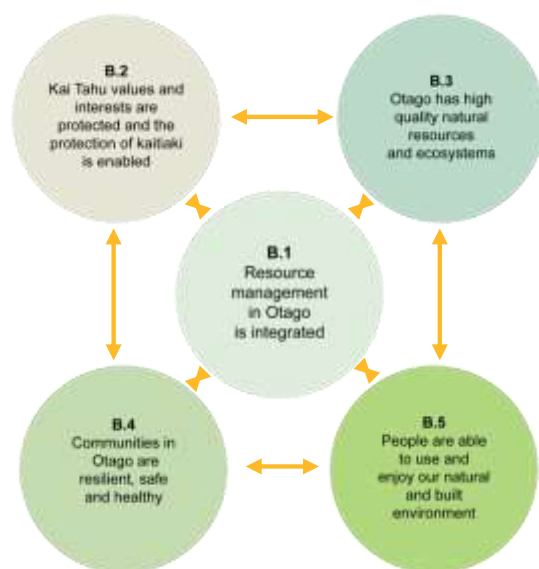 B.2
Kai Tahu values and
interests are
protected and the
protection of kaitiaki
is enabled
B.3
Otago has high
quality natural
resources
and ecosystems
B.1
Resource
management
in Otago
is integrated
B.4
Communities in
Otago are
resilient, safe
and healthy
B.5
People are able
to use and
enjoy our natural
and built
environment